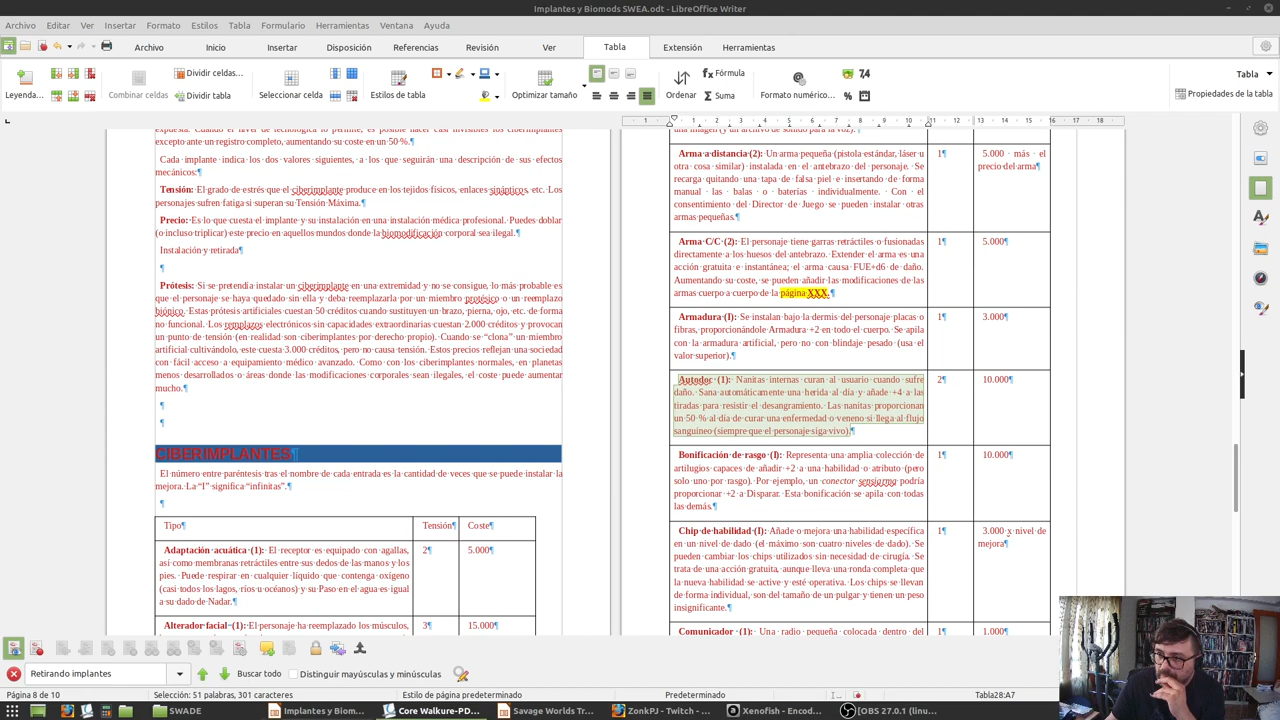 Implantes y Biomods SWEA.odt - LibreOffice Writer
Archivo Editar Ver Insertar Formato Estilos Tabla Formulario Herramientas Ventana Ayuda
Archivo Inicio Insertar Disposición Referencias Revisión Ver Tabla Extensión Herramientas
Leyenda... Combinar celdas Dividir celdas... Dividir tabla Seleccionar celda Estilos de tabla Optimizar tamaño Ordenar Fórmula Suma Formato numérico... Tabla Propiedades de la tabla
excepto ante un registro completo, aumentando su coste en un 50 %.¶
Cada implante indica los dos valores siguientes, a los que seguirán una descripción de sus efectos
mecánicos:¶
Tensión: El grado de estrés que el ciberimplante produce en los tejidos físicos, enlaces sinápticos, etc. Los
personajes sufren fatiga si superan su Tensión Máxima.¶
Precio: Es lo que cuesta el implante y su instalación en una instalación médica profesional. Puedes doblar
(o incluso triplicar) este precio en aquellos mundos donde la biomodificación corporal sea ilegal.¶
Instalación y retirada¶
¶
Prótesis: Si se pretendía instalar un ciberimplante en una extremidad y no se consigue, lo más probable es
que el personaje se haya quedado sin ella y deba reemplazarla por un miembro protésico o un reemplazo
biónico. Estas prótesis artificiales cuestan 50 créditos cuando sustituyen un brazo, pierna, ojo, etc. de forma
no funcional. Los remplazos electrónicos sin capacidades extraordinarias cuestan 2.000 créditos y provocan
un punto de tensión (en realidad son ciberimplantes por derecho propio). Cuando se “clona” un miembro
artificial cultivándolo, este cuesta 3.000 créditos, pero no causa tensión. Estos precios reflejan una sociedad
con fácil acceso a equipamiento médico avanzado. Como con los ciberimplantes normales, en planetas
menos desarrollados o áreas donde las modificaciones corporales sean ilegales, el coste puede aumentar
mucho.¶
¶
¶
CIBERIMPLANTES¶
El número entre paréntesis tras el nombre de cada entrada es la cantidad de veces que se puede instalar la
mejora. La “I” significa “infinitas”.¶
¶
Tipo¶ Tensión¶ Coste¶
Adaptación acuática (1): El receptor es equipado con agallas, 2¶ 5.000¶
así como membranas retráctiles entre sus dedos de las manos y los
pies. Puede respirar en cualquier líquido que contenga oxígeno
(casi todos los lagos, ríos u océanos) y su Paso en el agua es igual
a su dado de Nadar.¶
Alterador facial (1): El personaje ha reemplazado los músculos, 3¶ 15.000¶
una imagen (y un archivo de sonido para la voz).
Arma a distancia (2): Un arma pequeña (pistola estándar, láser u 1¶ 5.000 más el
otra cosa similar) instalada en el antebrazo del personaje. Se precio del arma¶
recarga quitando una tapa de falsa piel e insertando de forma
manual las balas o baterías individualmente. Con el
consentimiento del Director de Juego se pueden instalar otras
armas pequeñas.¶
Arma C/C (2): El personaje tiene garras retráctiles o fusionadas 1¶ 5.000¶
directamente a los huesos del antebrazo. Extender el arma es una
acción gratuita e instantánea; el arma causa FUE+d6 de daño.
Aumentando su coste, se pueden añadir las modificaciones de las
armas cuerpo a cuerpo de la página XXX.¶
Armadura (I): Se instalan bajo la dermis del personaje placas o 1¶ 3.000¶
fibras, proporcionándole Armadura +2 en todo el cuerpo. Se apila
con la armadura artificial, pero no con blindaje pesado (usa el
valor superior).¶
Autodoc (1): Nanitas internas curan al usuario cuando sufre 2¶ 10.000¶
daño. Sana automáticamente una herida al día y añade +4 a las
tiradas para resistir el desangramiento. Las nanitas proporcionan
un 50 % al día de curar una enfermedad o veneno si llega al flujo
sanguíneo (siempre que el personaje siga vivo).¶
Bonificación de rasgo (I): Representa una amplia colección de 1¶ 10.000¶
artilugios capaces de añadir +2 a una habilidad o atributo (pero
solo uno por rasgo). Por ejemplo, un conector sensiarma podría
proporcionar +2 a Disparar. Esta bonificación se apila con todas
las demás.¶
Chip de habilidad (I): Añade o mejora una habilidad específica 1¶ 3.000 x nivel de
en un nivel de dado (el máximo son cuatro niveles de dado). Se mejora¶
pueden cambiar los chips utilizados sin necesidad de cirugía. Se
trata de una acción gratuita, aunque lleva una ronda completa que
la nueva habilidad se active y esté operativa. Los chips se llevan
de forma individual, son del tamaño de un pulgar y tienen un peso
insignificante.¶
Comunicador (1): Una radio pequeña colocada dentro del 1¶ 1.000¶
Retirando implantes Buscar todo Distinguir mayúsculas y minúsculas
Página 8 de 10 Selección: 51 palabras, 301 caracteres Estilo de página predeterminado Predeterminado Tabla28:A7
SWADE Implantes y Biom... Core Walkure-PD... Savage Worlds Tr... ZonkPJ - Twitch - ... Xenofish - Encod... [OBS 27.0.1 (linu...